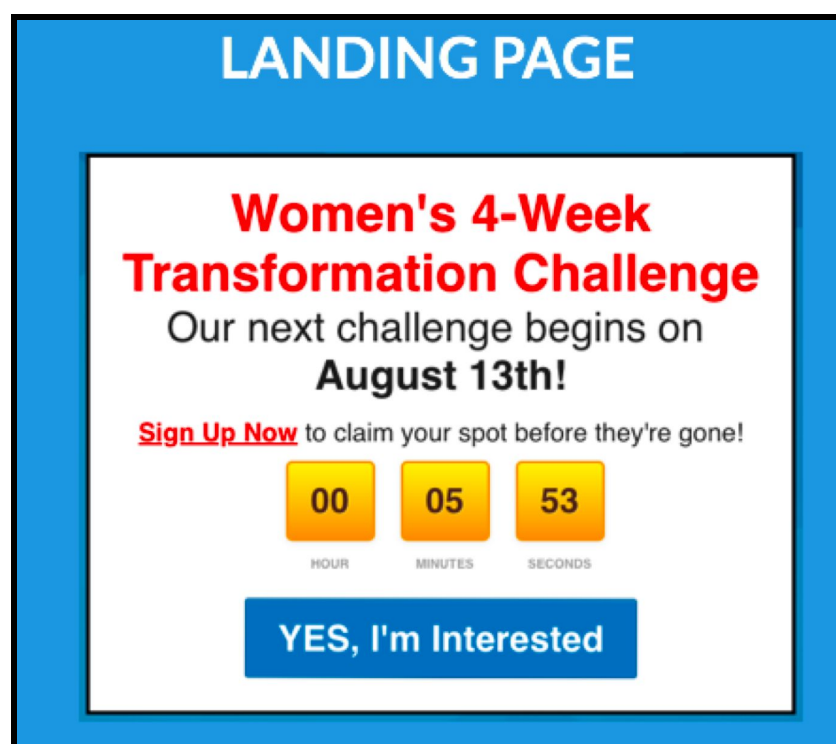 LANDING PAGE
Women's 4-Week
Transformation Challenge
Our next challenge begins on
August 13th!
Sign Up Now to claim your spot before they're gone!
00 05 53
HOUR MINUTES SECONDS
YES, I'm Interested